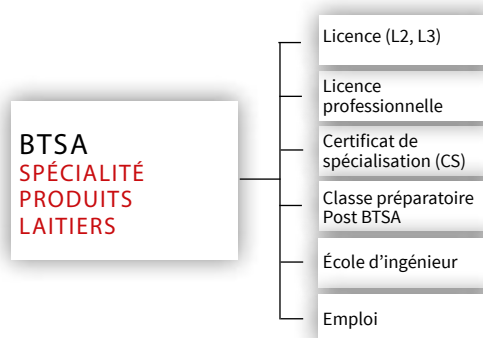 BTSA
SPÉCIALITÉ
PRODUITS
LAITIERS
Licence (L2, L3)
Licence
professionnelle
Certificat de
spécialisation (CS)
Classe préparatoire
Post BTSA
École d’ingénieur
Emploi